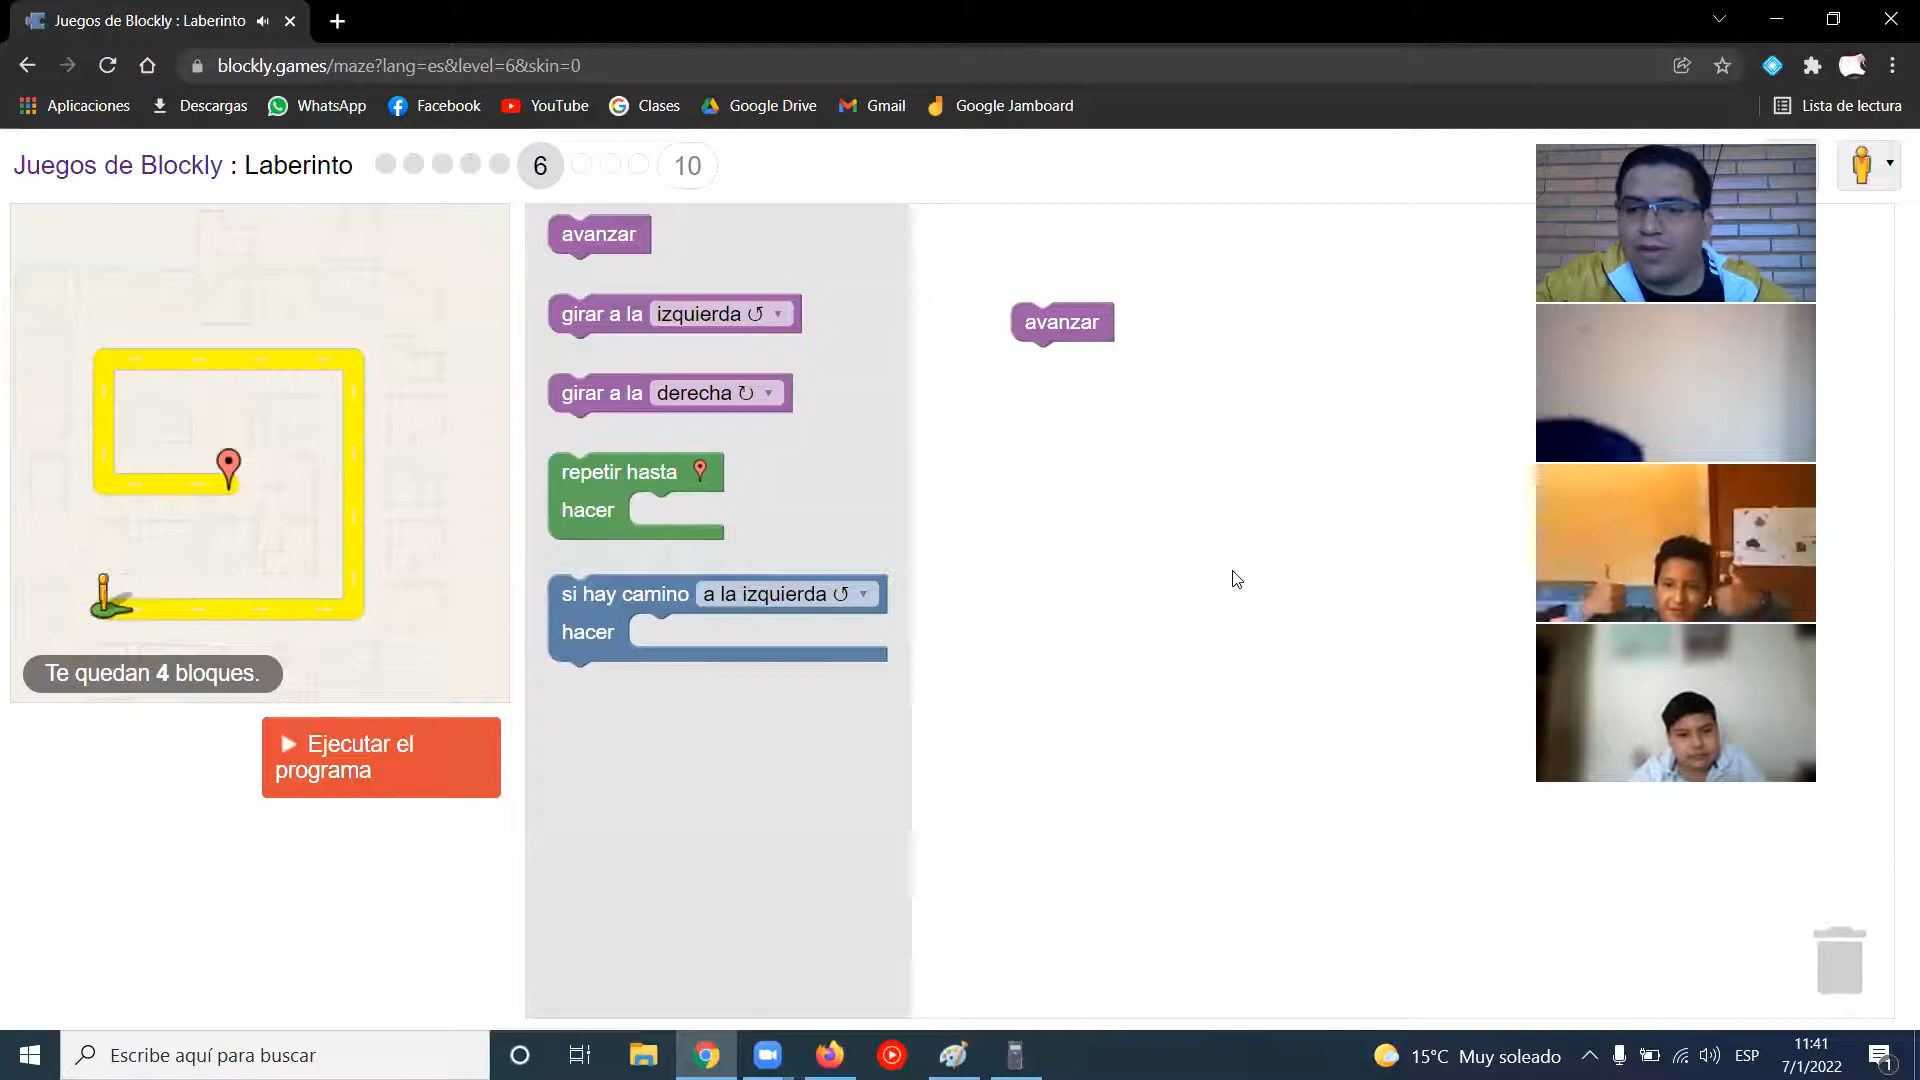 Juegos de Blockly : Laberinto
blockly.games/maze?lang=es&level=6&skin=0
Aplicaciones Descargas WhatsApp Facebook YouTube Clases Google Drive Gmail Google Jamboard Lista de lectura
Juegos de Blockly : Laberinto 6 10
avanzar
girar a la izquierda ↺ ▼
girar a la derecha ↻ ▼
repetir hasta
hacer
si hay camino a la izquierda ↺ ▼
hacer
avanzar
Te quedan 4 bloques.
Ejecutar el
programa
Escribe aquí para buscar
15°C Muy soleado
ESP
11:41
7/1/2022
1